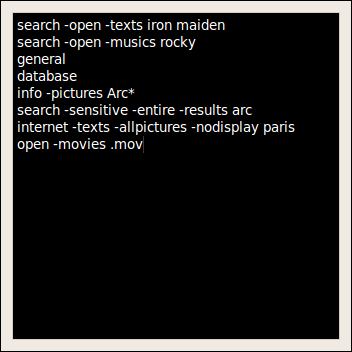 search -open -texts iron maiden
search -open -musics rocky
general
database
info -pictures Arc*
search -sensitive -entire -results arc
internet -texts -allpictures -nodisplay paris
open -movies .mov